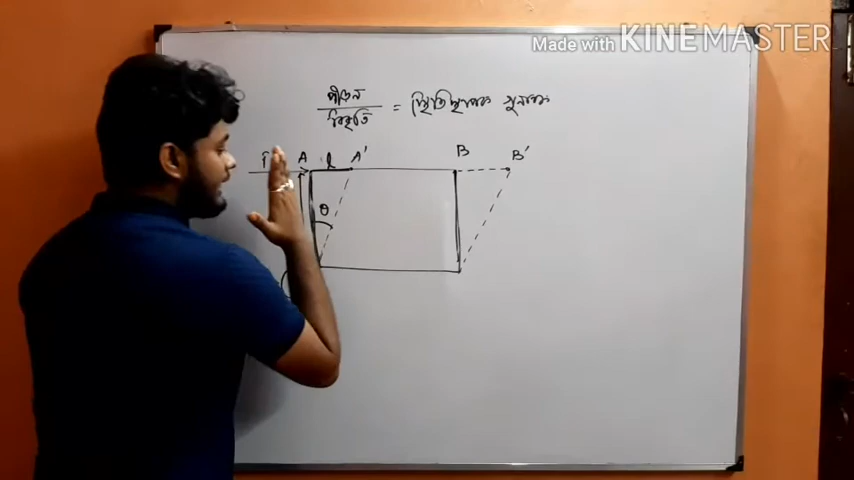 Made with KINEMASTER
পীড়ন
বিকৃতি
= স্থিতিস্থাপক গুনাংক
F A l A' B B'
θ